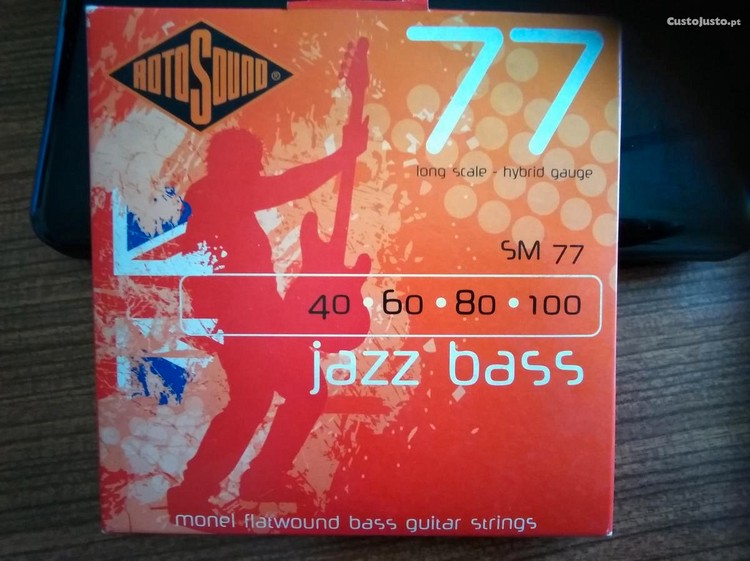 CustoJusto.pt
ROTOSOUND®
77
long scale - hybrid gauge
SM 77
40 • 60 • 80 • 100
jazz bass
monel flatwound bass guitar strings